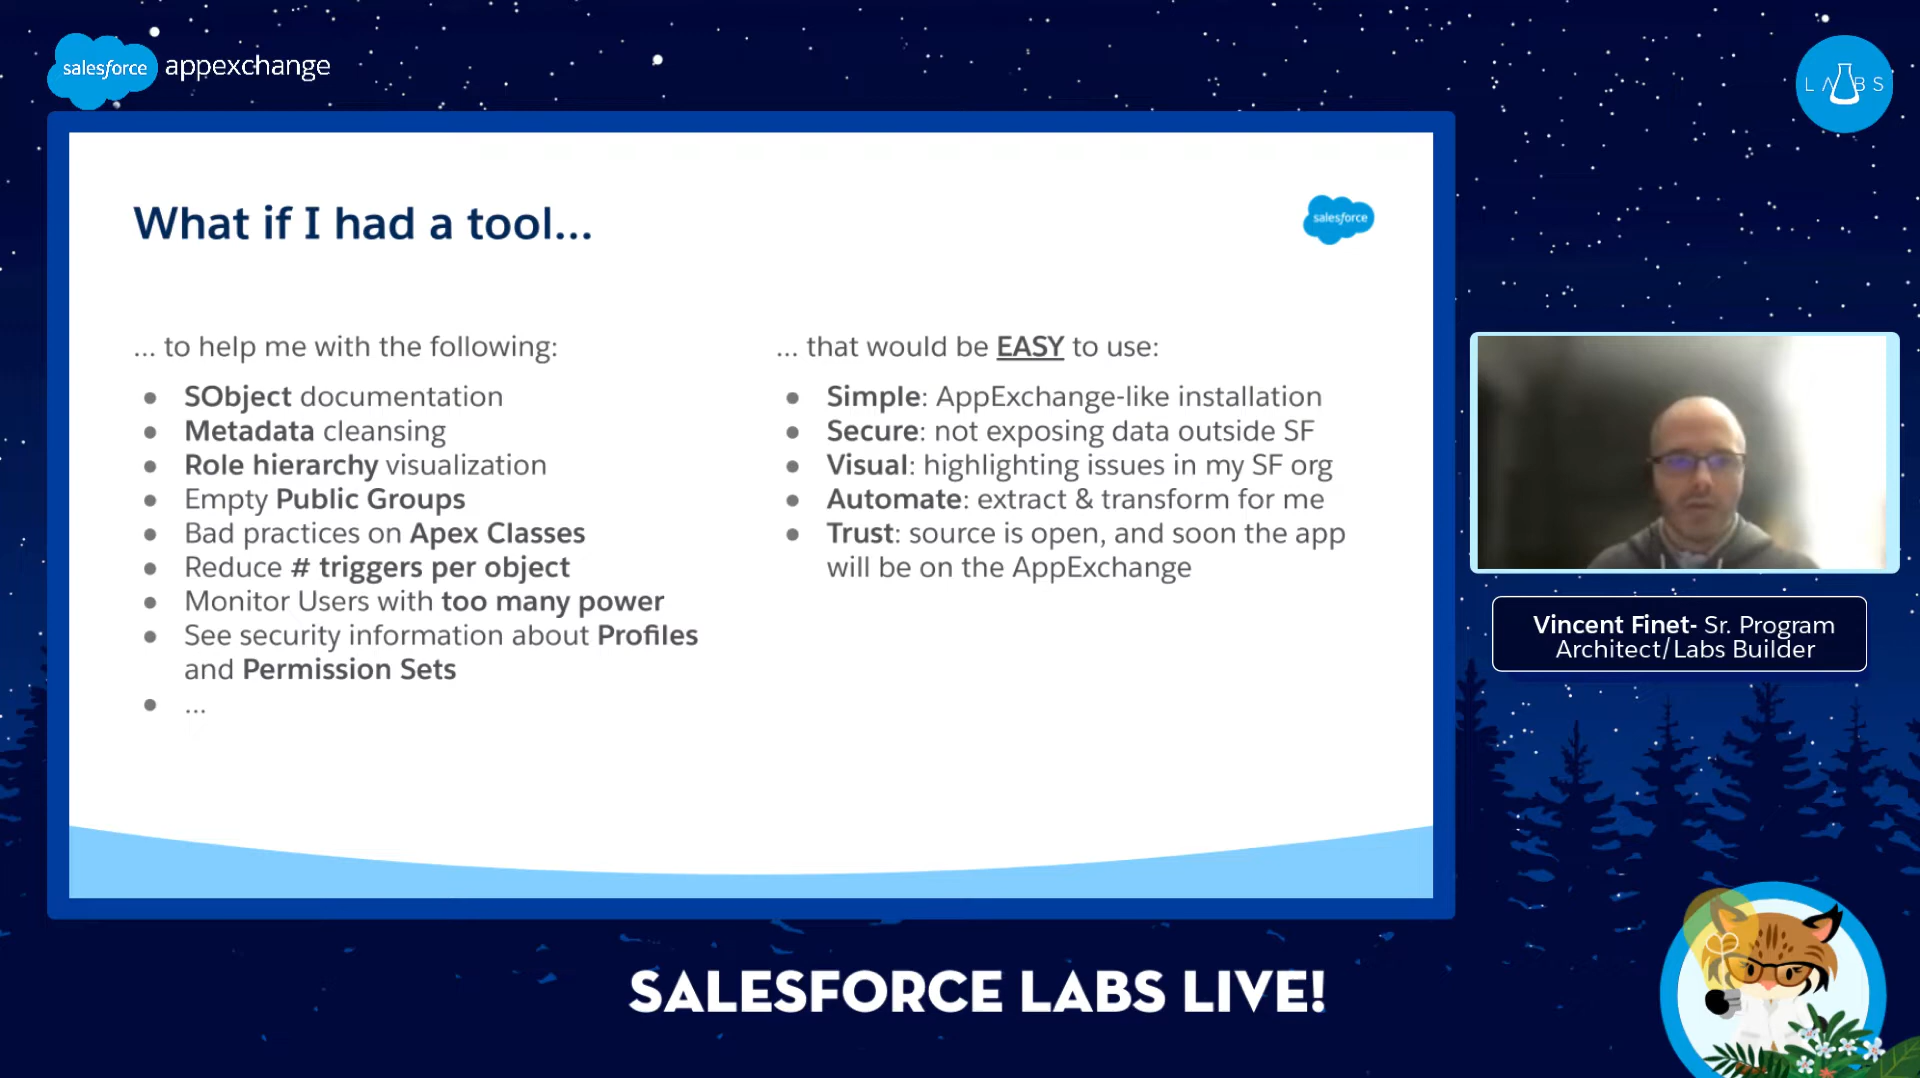 salesforce appexchange
LABS
What if I had a tool...
salesforce
... to help me with the following:
SObject documentation
Metadata cleansing
Role hierarchy visualization
Empty Public Groups
Bad practices on Apex Classes
Reduce # triggers per object
Monitor Users with too many power
See security information about Profiles
and Permission Sets
...
... that would be EASY to use:
Simple: AppExchange-like installation
Secure: not exposing data outside SF
Visual: highlighting issues in my SF org
Automate: extract & transform for me
Trust: source is open, and soon the app
will be on the AppExchange
Vincent Finet- Sr. Program
Architect/Labs Builder
SALESFORCE LABS LIVE!